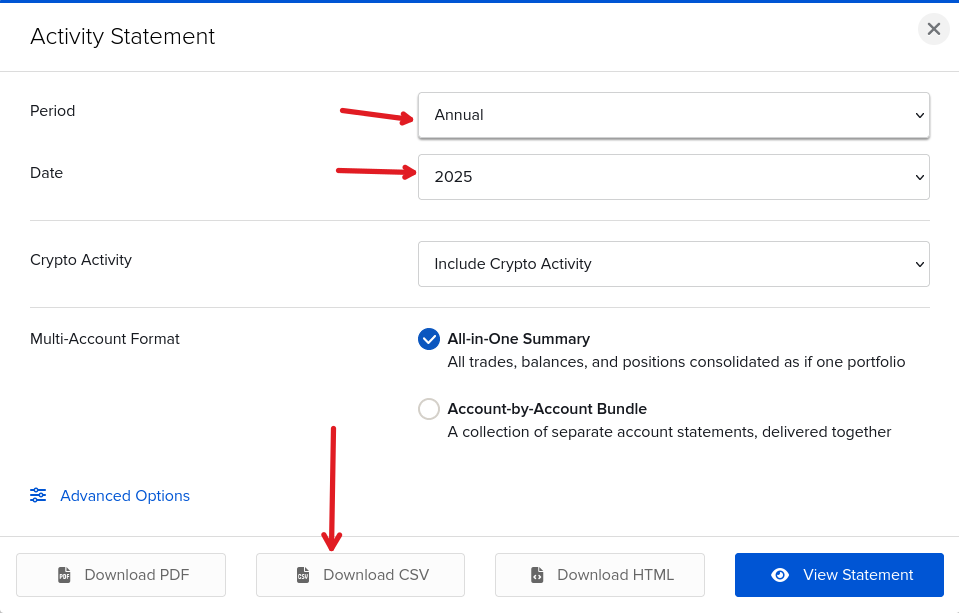 Activity Statement
Period
Annual
Date
2025
Crypto Activity
Include Crypto Activity
Multi-Account Format
All-in-One Summary
All trades, balances, and positions consolidated as if one portfolio
Account-by-Account Bundle
A collection of separate account statements, delivered together
Advanced Options
PDF Download PDF
CSV Download CSV
Download HTML
View Statement